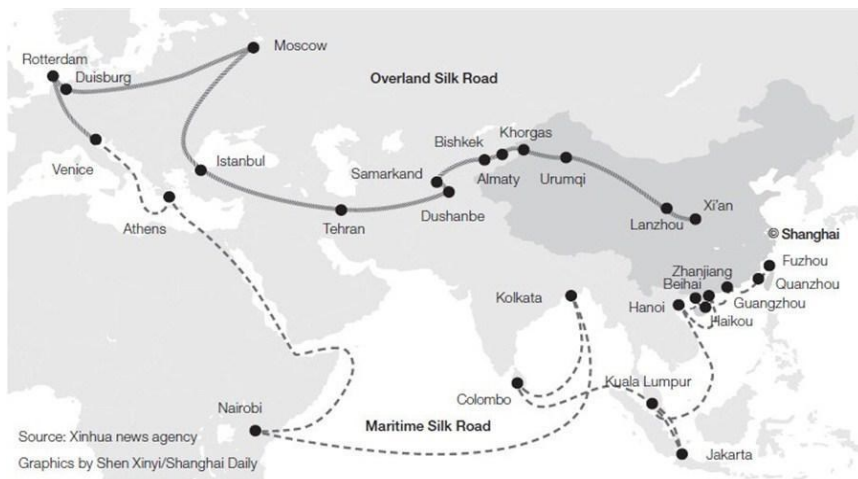 Moscow
Rotterdam
Duisburg
Overland Silk Road
Venice
Istanbul
Athens
Tehran
Samarkand
Dushanbe
Bishkek
Almaty
Khorgas
Urumqi
Lanzhou
Xi'an
© Shanghai
Fuzhou
Quanzhou
Zhanjiang
Beihai
Guangzhou
Hanoi
Haikou
Kolkata
Colombo
Kuala Lumpur
Jakarta
Nairobi
Maritime Silk Road
Source: Xinhua news agency
Graphics by Shen Xinyi/Shanghai Daily